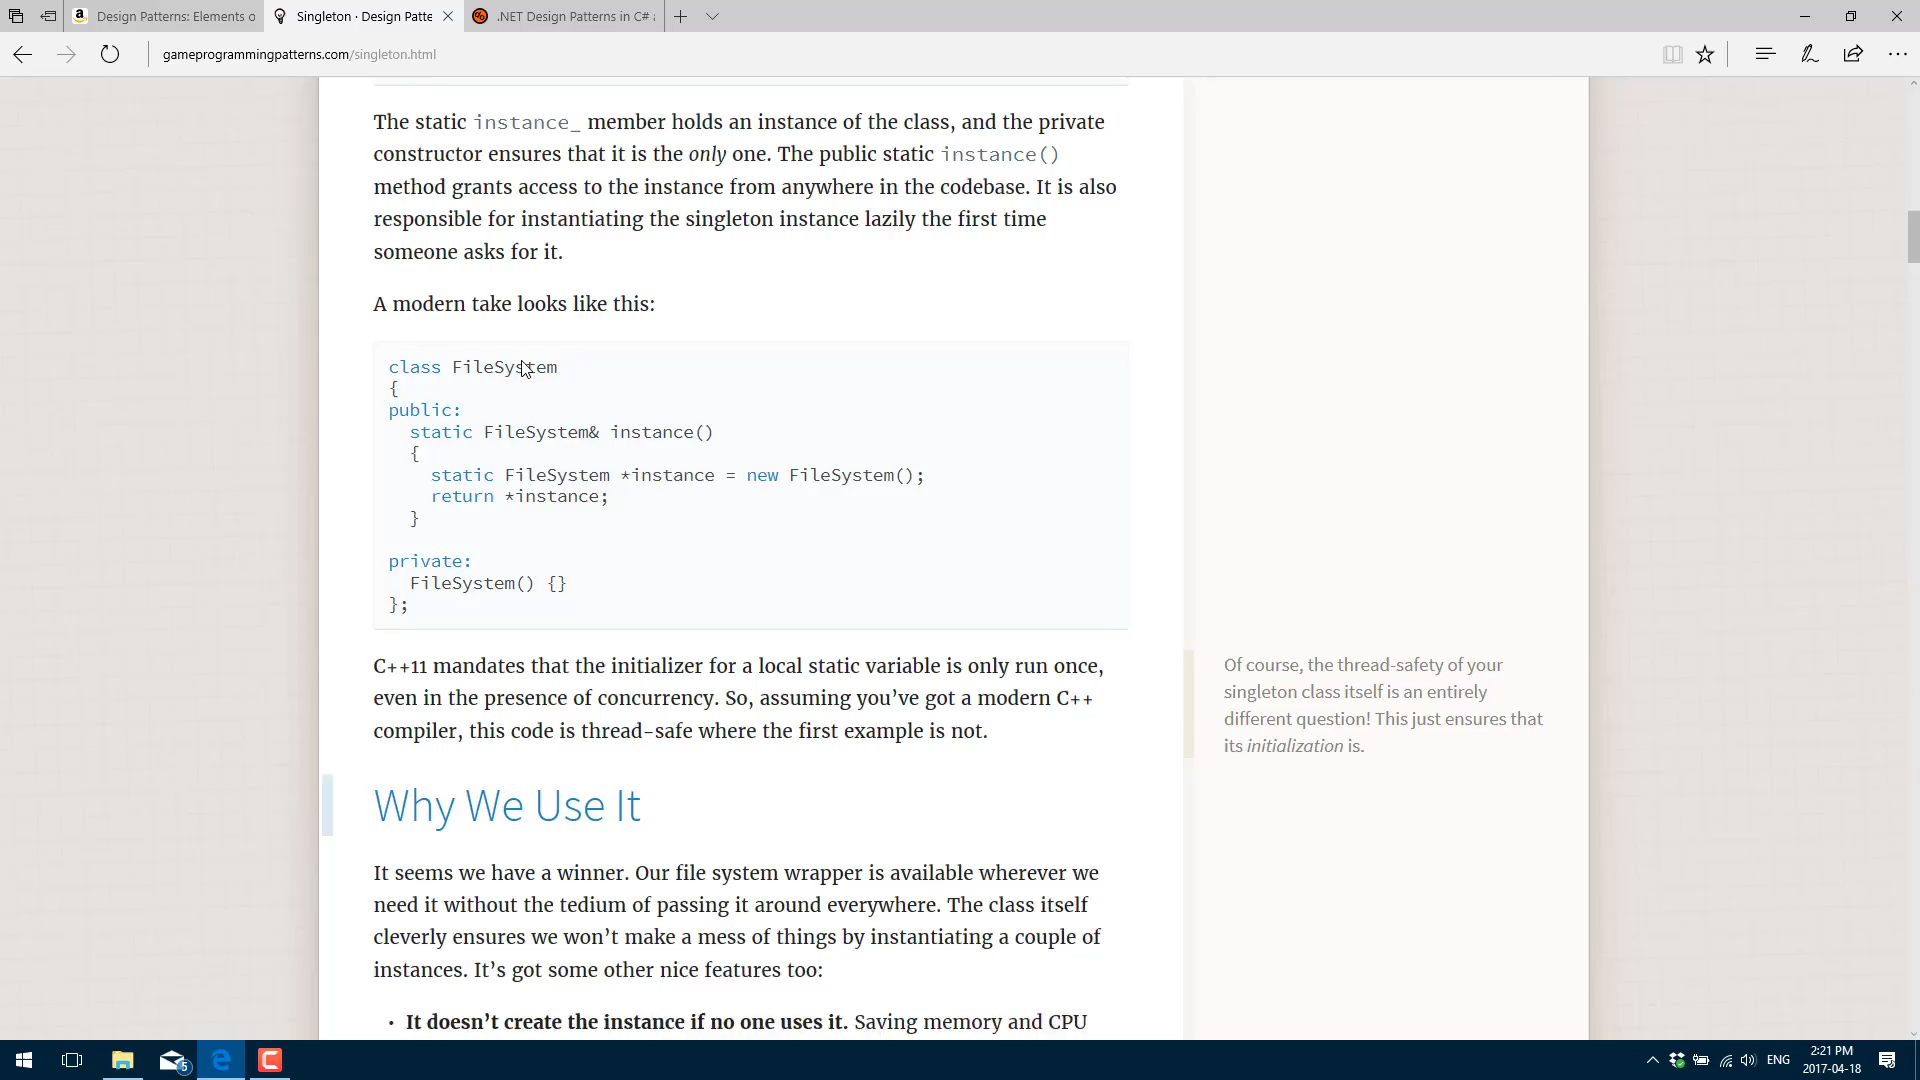 Design Patterns: Elements o
Singleton · Design Patte
.NET Design Patterns in C#
gameprogrammingpatterns.com/singleton.html
The static instance_ member holds an instance of the class, and the private
constructor ensures that it is the only one. The public static instance()
method grants access to the instance from anywhere in the codebase. It is also
responsible for instantiating the singleton instance lazily the first time
someone asks for it.
A modern take looks like this:
class FileSystem
{
public:
static FileSystem& instance()
{
static FileSystem *instance = new FileSystem();
return *instance;
}
private:
FileSystem() {}
};
C++11 mandates that the initializer for a local static variable is only run once,
even in the presence of concurrency. So, assuming you’ve got a modern C++
compiler, this code is thread-safe where the first example is not.
Of course, the thread-safety of your
singleton class itself is an entirely
different question! This just ensures that
its initialization is.
Why We Use It
It seems we have a winner. Our file system wrapper is available wherever we
need it without the tedium of passing it around everywhere. The class itself
cleverly ensures we won’t make a mess of things by instantiating a couple of
instances. It’s got some other nice features too:
• It doesn’t create the instance if no one uses it. Saving memory and CPU
5
ENG
2:21 PM
2017-04-18